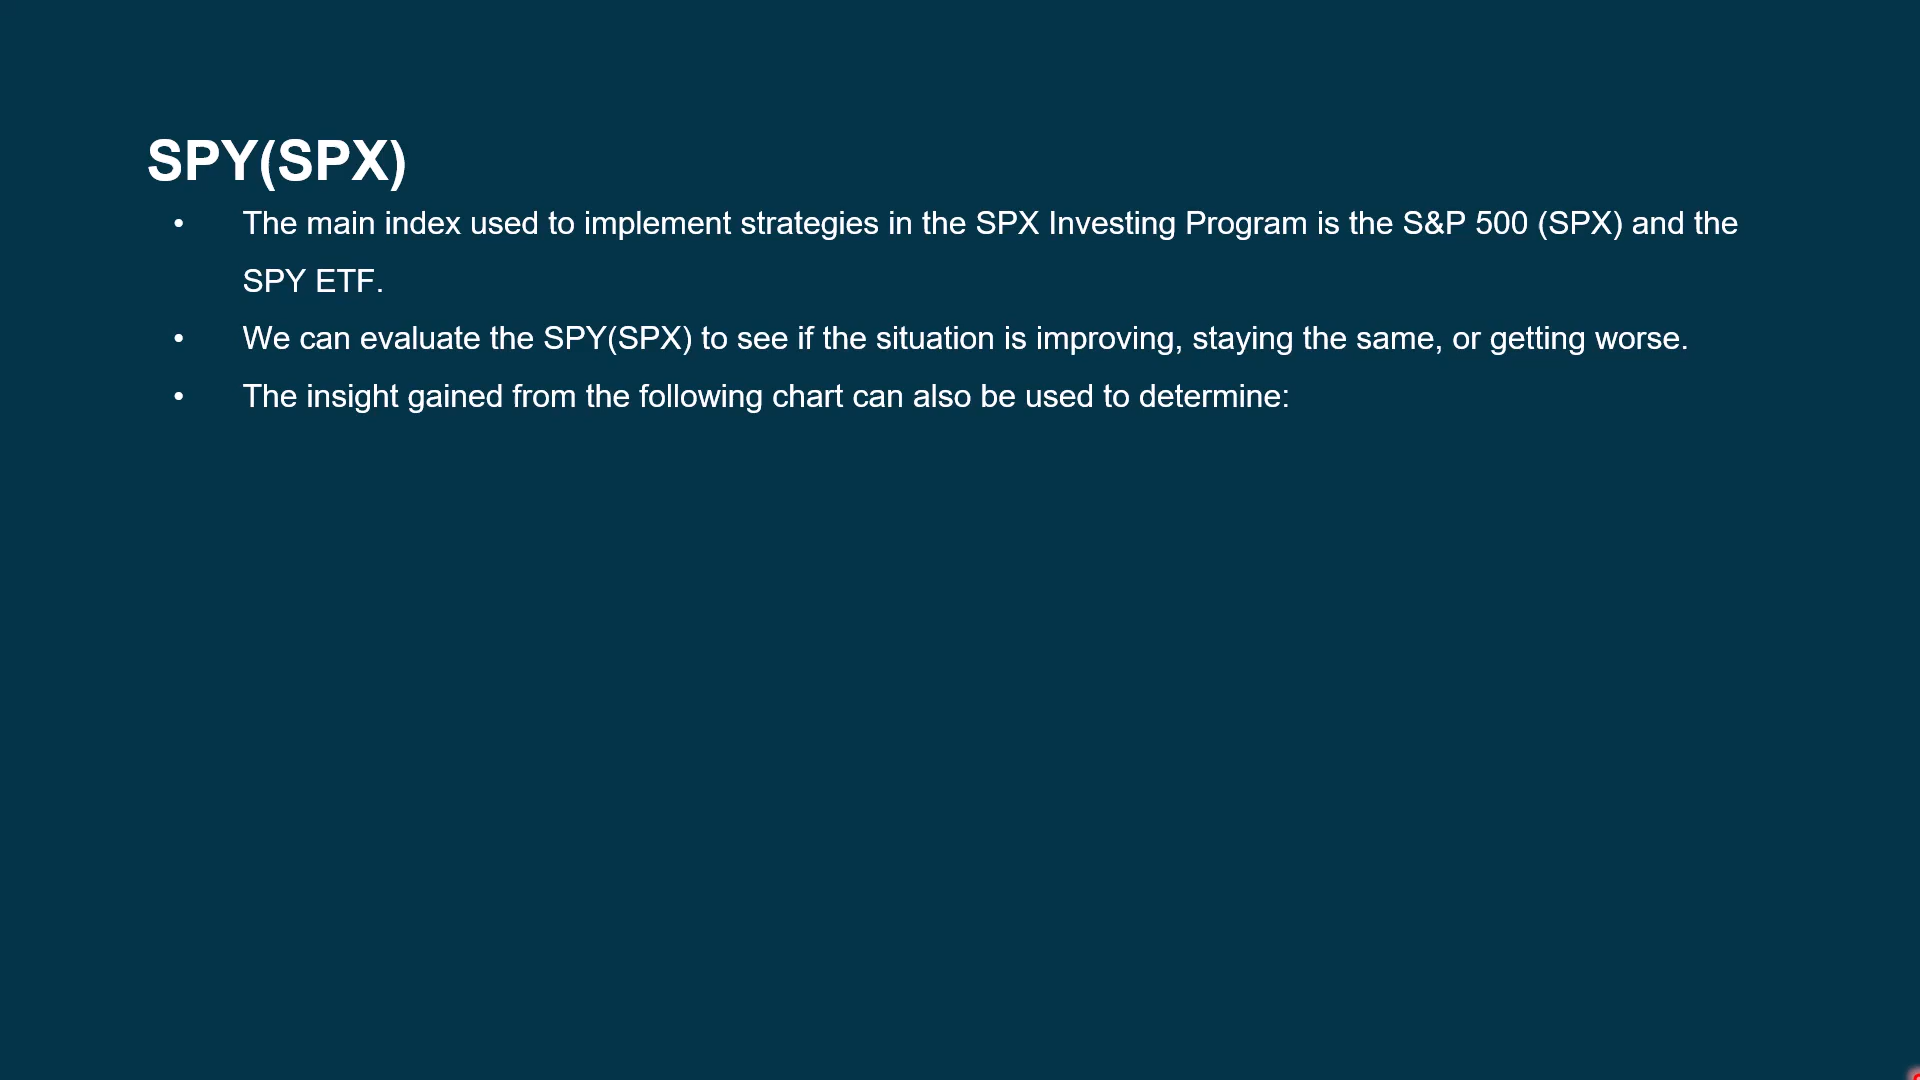 SPY(SPX)
• The main index used to implement strategies in the SPX Investing Program is the S&P 500 (SPX) and the
SPY ETF.
• We can evaluate the SPY(SPX) to see if the situation is improving, staying the same, or getting worse.
• The insight gained from the following chart can also be used to determine: